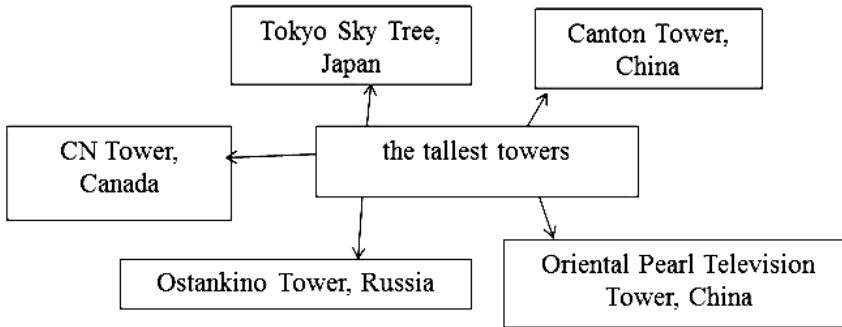 Tokyo Sky Tree,
Japan
Canton Tower,
China
CN Tower,
Canada
the tallest towers
Ostankino Tower, Russia
Oriental Pearl Television
Tower, China